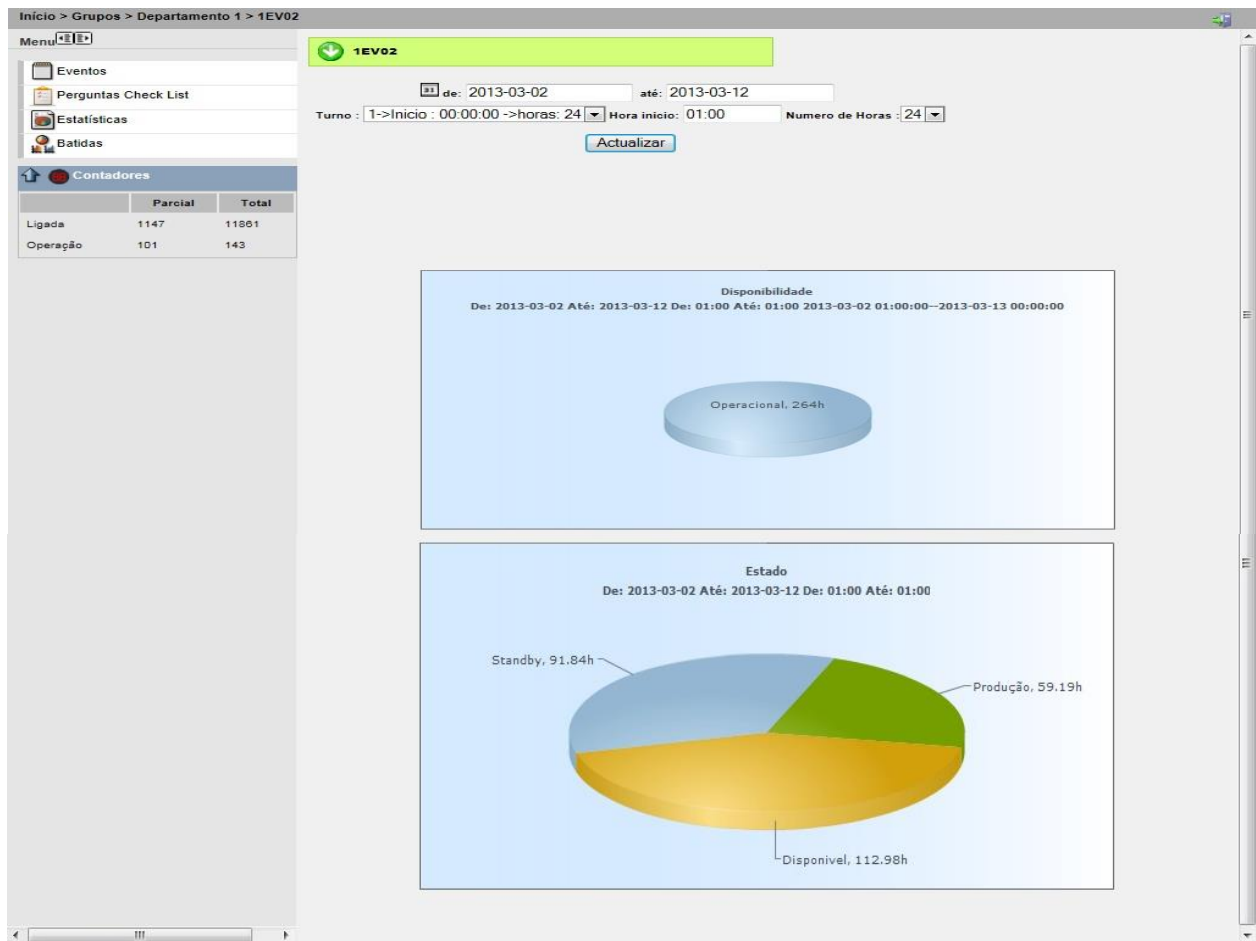 Início > Grupos > Departamento 1 > 1EV02
Menu
Eventos
Perguntas Check List
Estatísticas
Batidas
Contadores
Parcial Total
Ligada 1147 11861
Operação 101 143
1EV02
31 de: 2013-03-02 até: 2013-03-12
Turno : 1->Inicio : 00:00:00 ->horas: 24 Hora inicio: 01:00 Numero de Horas : 24
Actualizar
Disponibilidade
De: 2013-03-02 Até: 2013-03-12 De: 01:00 Até: 01:00 2013-03-02 01:00:00--2013-03-13 00:00:00
Operacional, 264h
Estado
De: 2013-03-02 Até: 2013-03-12 De: 01:00 Até: 01:00
Standby, 91.84h
Produção, 59.19h
Disponivel, 112.98h